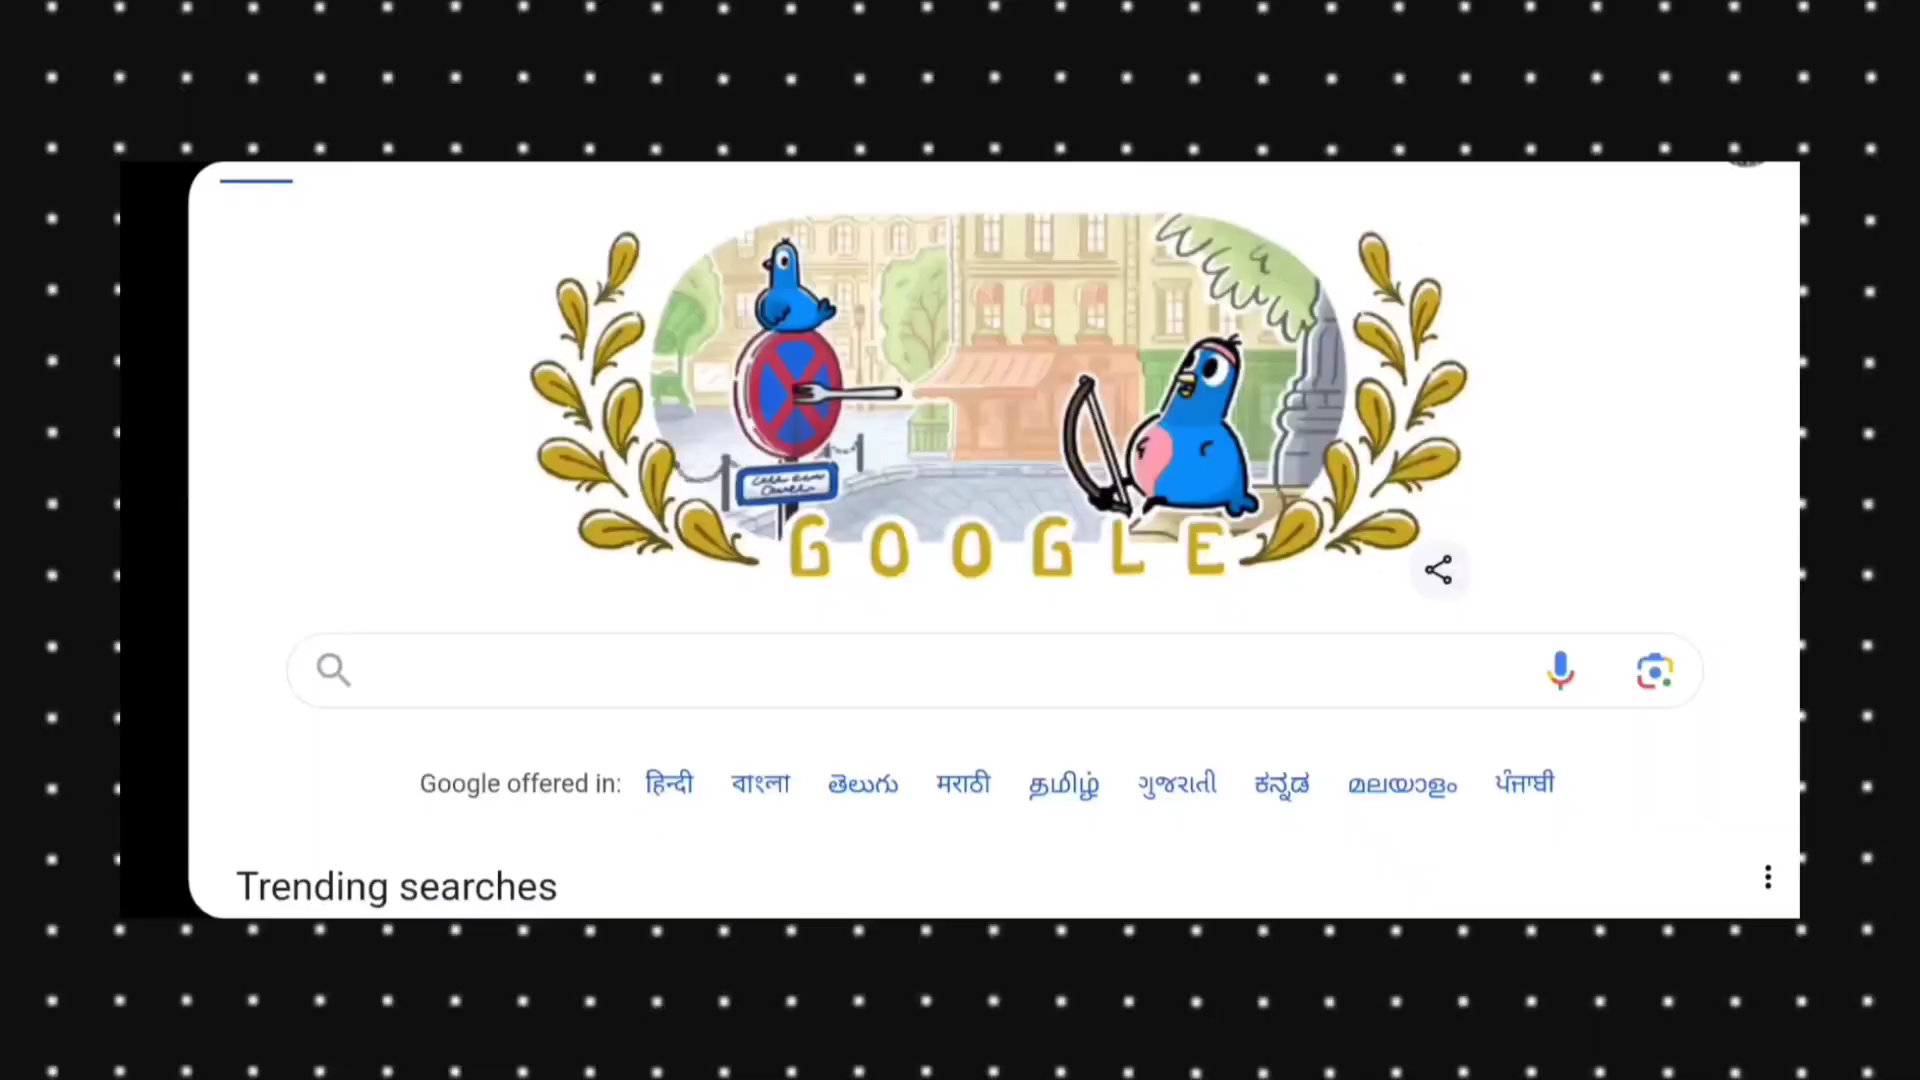 GOOGLE
Google offered in: हिन्दी বাংলা తెలుగు मराठी தமிழ் ગુજરાતી ಕನ್ನಡ മലയാളം ਪੰਜਾਬੀ
Trending searches